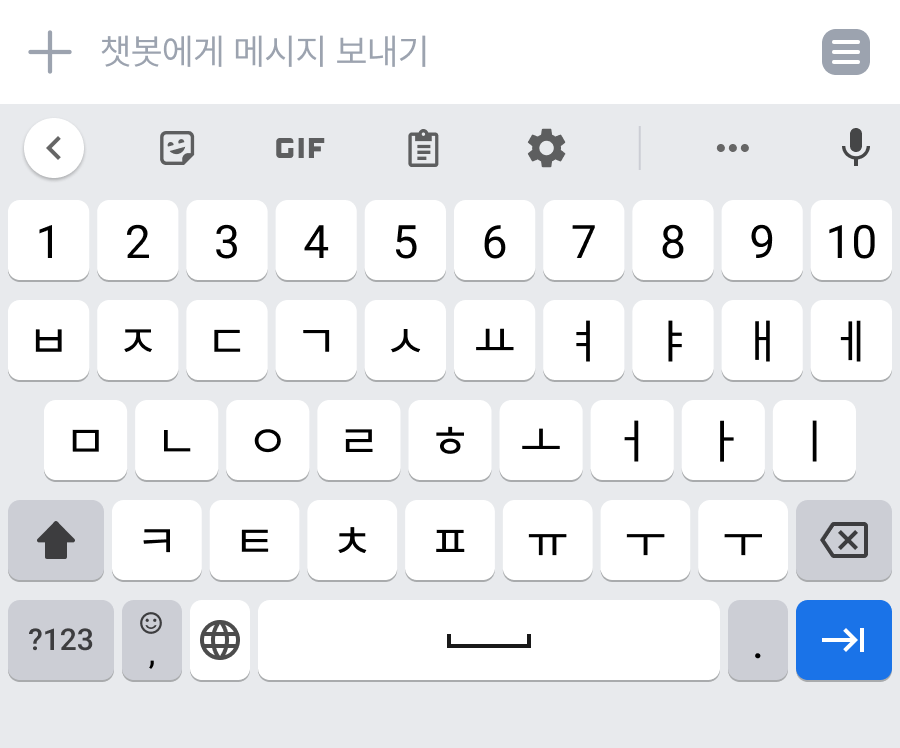 챗봇에게 메시지 보내기
GIF
1 2 3 4 5 6 7 8 9 10
ㅂ ㅈ ㄷ ㄱ ㅅ ㅛ ㅕ ㅑ ㅐ ㅔ
ㅁ ㄴ ㅇ ㄹ ㅎ ㅗ ㅓ ㅏ ㅣ
ㅋ ㅌ ㅊ ㅍ ㅠ ㅜ ㅜ
?123 , .